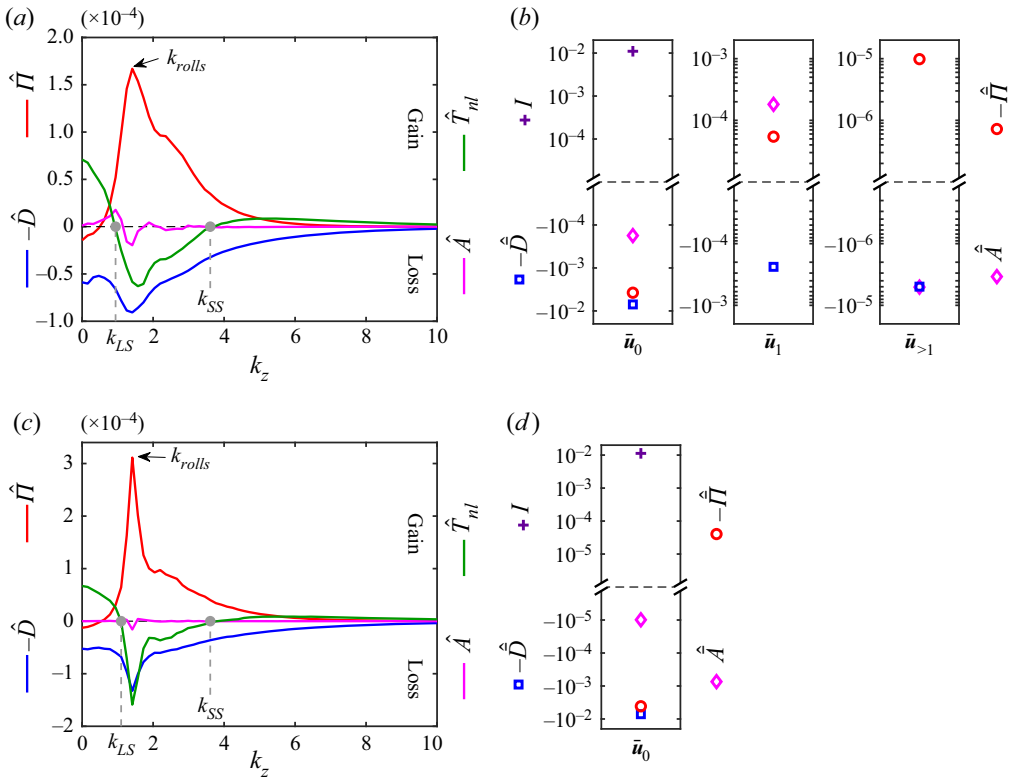 (a)
(×10⁻⁴)
2.0
1.5
1.0
0.5
0
−0.5
−1.0
0 2 4 6 8 10
k_z
k_rolls
k_LS
k_SS
Gain
Loss
Π̂
−D̂
T̂_nl
Â
(b)
10⁻²
10⁻³
10⁻⁴
−10⁻⁴
−10⁻³
−10⁻²
ū₀
I
−D̿̂
10⁻³
10⁻⁴
−10⁻⁴
−10⁻³
ū₁
10⁻⁵
10⁻⁶
−10⁻⁶
−10⁻⁵
ū_>1
−Π̿̂
A̿̂
(c)
(×10⁻⁴)
3
2
1
0
−1
−2
0 2 4 6 8 10
k_z
k_rolls
k_LS
k_SS
Gain
Loss
Π̂
−D̂
T̂_nl
Â
(d)
10⁻²
10⁻³
10⁻⁴
10⁻⁵
−10⁻⁵
−10⁻⁴
−10⁻³
−10⁻²
ū₀
I
−D̿̂
−Π̿̂
A̿̂